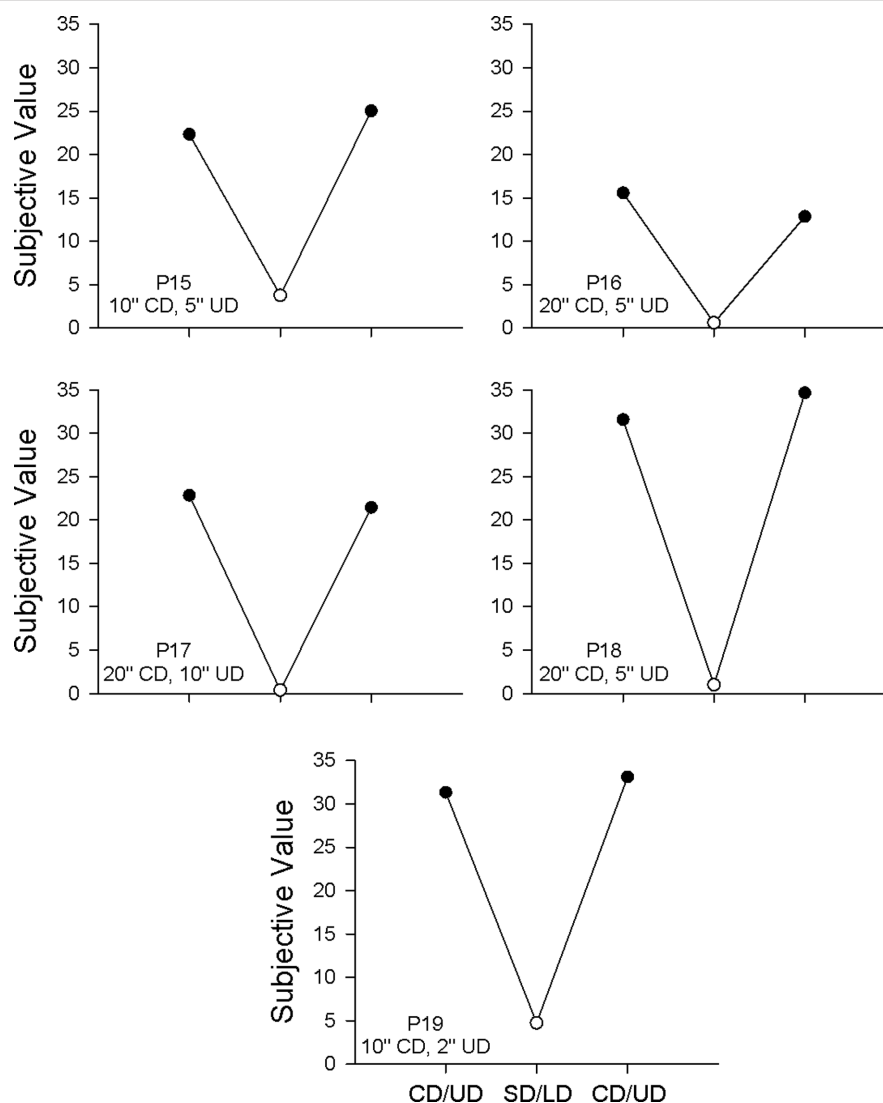 Subjective Value
35
30
25
20
15
10
5
0
P15
10" CD, 5" UD
35
30
25
20
15
10
5
0
P16
20" CD, 5" UD
Subjective Value
35
30
25
20
15
10
5
0
P17
20" CD, 10" UD
35
30
25
20
15
10
5
0
P18
20" CD, 5" UD
Subjective Value
35
30
25
20
15
10
5
0
P19
10" CD, 2" UD
CD/UD SD/LD CD/UD